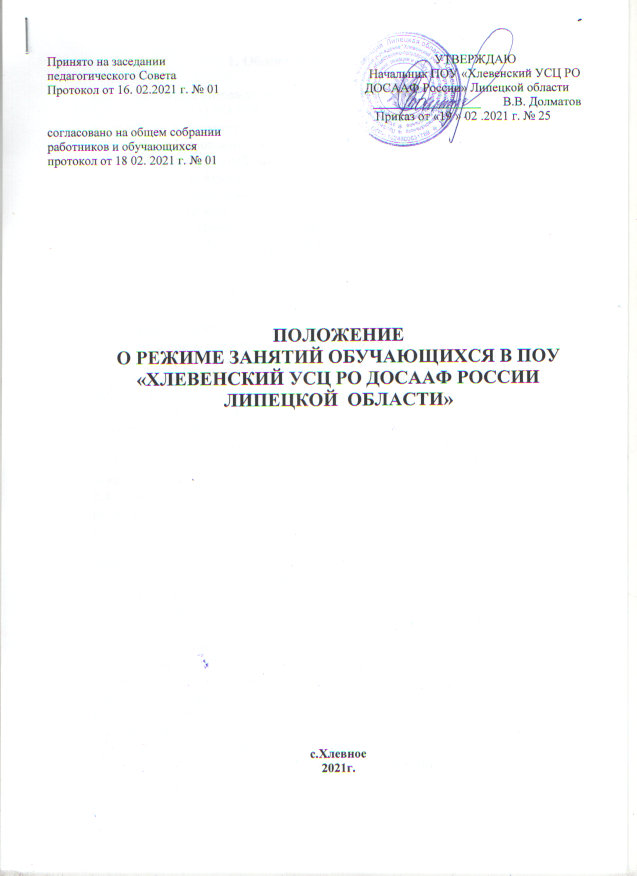 Принято на заседании
педагогического Совета
Протокол от 16. 02.2021 г. № 01
согласовано на общем собрании
работников и обучающихся
протокол от 18 02. 2021 г. № 01
УТВЕРЖДАЮ
Начальник ПОУ «Хлевенский УСЦ РО
ДОСААФ России» Липецкой области
В.В. Долматов
Приказ от «19» 02 .2021 г. № 25
ПОЛОЖЕНИЕ
О РЕЖИМЕ ЗАНЯТИЙ ОБУЧАЮЩИХСЯ В ПОУ
«ХЛЕВЕНСКИЙ УСЦ РО ДОСААФ РОССИИ
ЛИПЕЦКОЙ ОБЛАСТИ»
с.Хлевное
2021г.